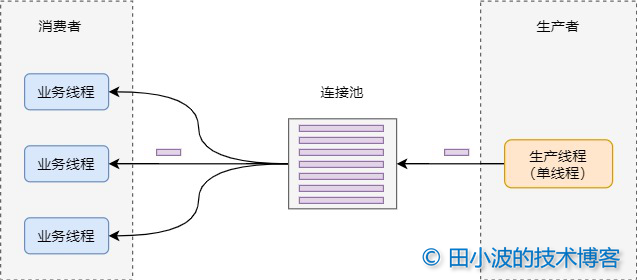 消费者
生产者
业务线程
连接池
业务线程
生产线程
（单线程）
业务线程
© 田小波的技术博客